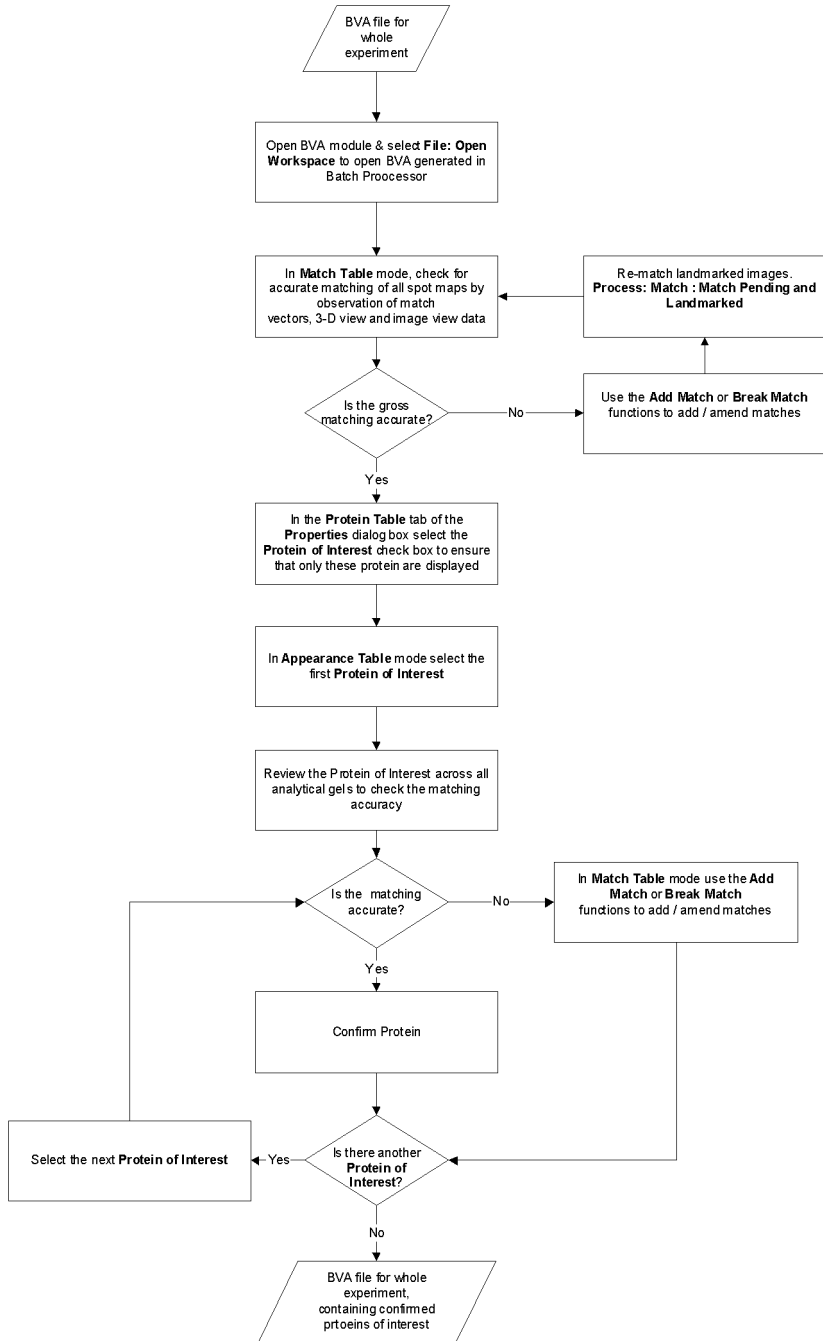 BVA file for
whole
experiment
Open BVA module & select File: Open
Workspace to open BVA generated in
Batch Proocessor
In Match Table mode, check for
accurate matching of all spot maps by
observation of match
vectors, 3-D view and image view data
Re-match landmarked images.
Process: Match : Match Pending and
Landmarked
Is the gross
matching accurate?
No
Use the Add Match or Break Match
functions to add / amend matches
Yes
In the Protein Table tab of the
Properties dialog box select the
Protein of Interest check box to ensure
that only these protein are displayed
In Appearance Table mode select the
first Protein of Interest
Review the Protein of Interest across all
analytical gels to check the matching
accuracy
Is the matching
accurate?
No
In Match Table mode use the Add
Match or Break Match
functions to add / amend matches
Yes
Confirm Protein
Is there another
Protein of
Interest?
Yes
Select the next Protein of Interest
No
BVA file for whole
experiment,
containing confirmed
prtoeins of interest